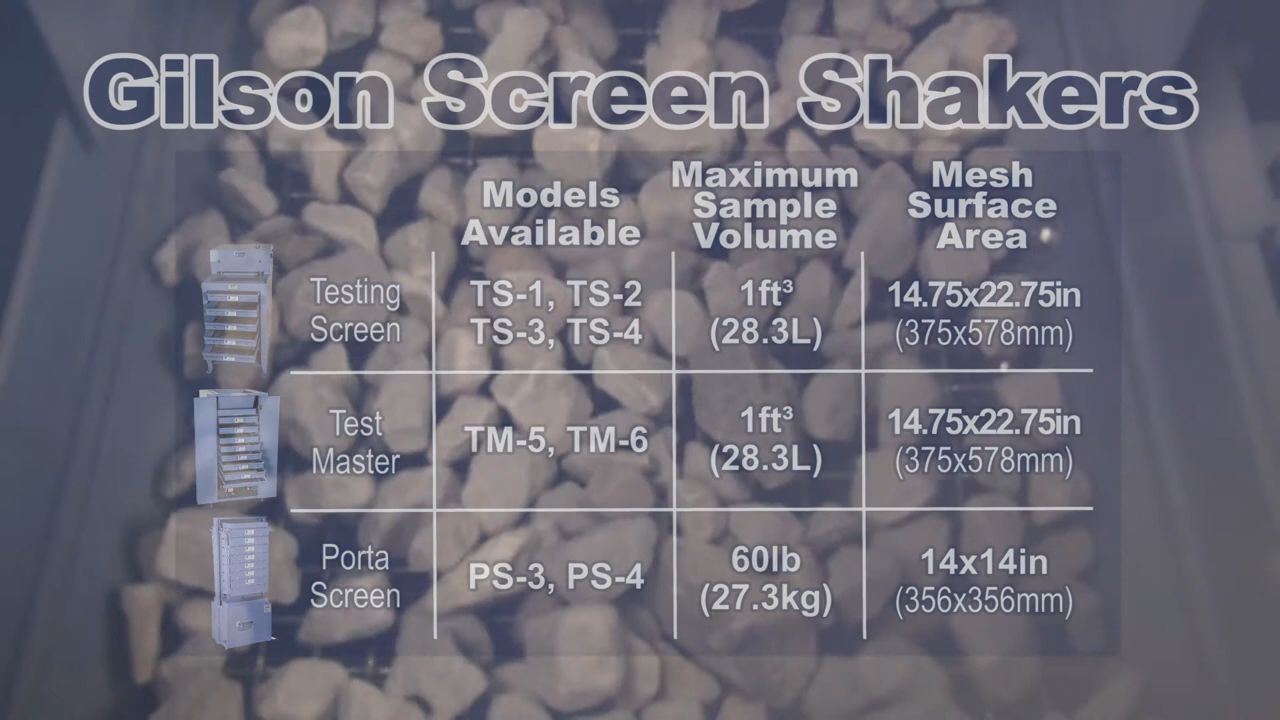 Gilson Screen Shakers
Models
Available
Maximum
Sample
Volume
Mesh
Surface
Area
Testing
Screen
TS-1, TS-2
TS-3, TS-4
1ft³
(28.3L)
14.75x22.75in
(375x578mm)
Test
Master
TM-5, TM-6
1ft³
(28.3L)
14.75x22.75in
(375x578mm)
Porta
Screen
PS-3, PS-4
60lb
(27.3kg)
14x14in
(356x356mm)